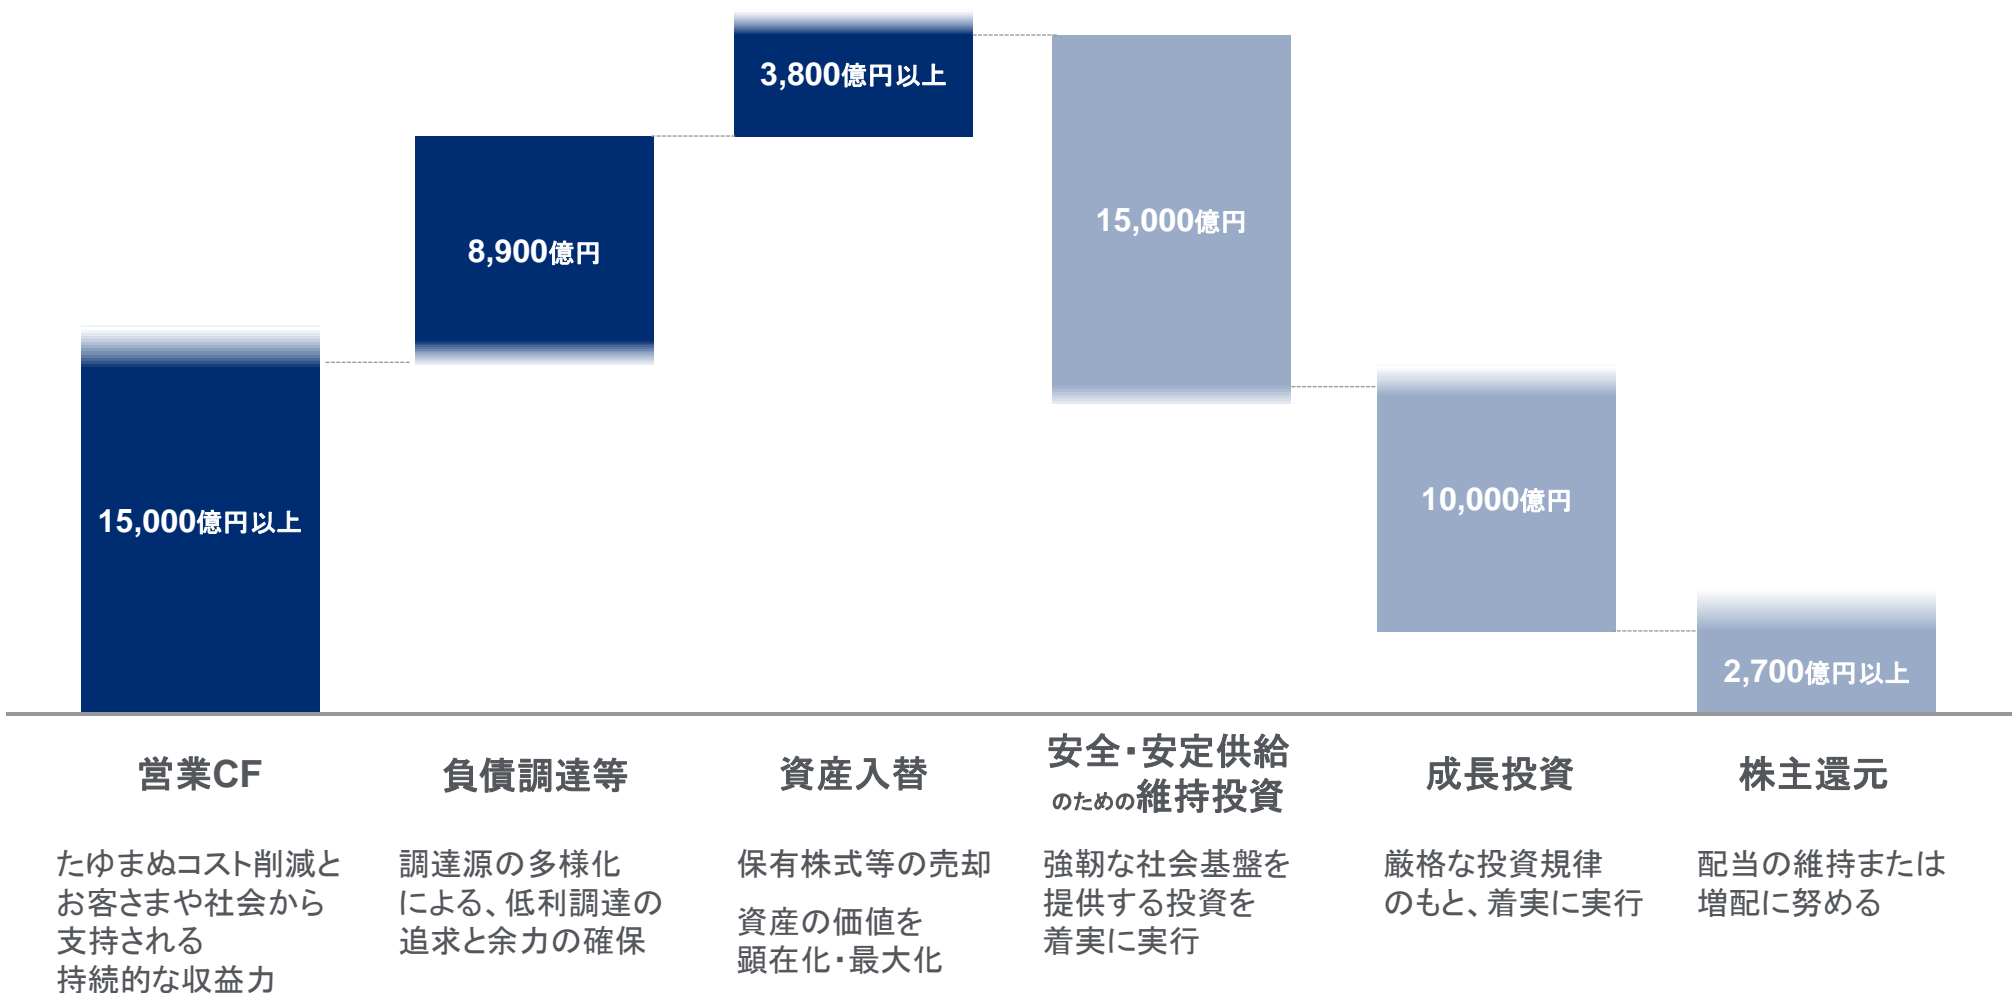 3,800億円以上
8,900億円
15,000億円
10,000億円
15,000億円以上
2,700億円以上
営業CF
たゆまぬコスト削減と
お客さまや社会から
支持される
持続的な収益力
負債調達等
調達源の多様化
による、低利調達の
追求と余力の確保
資産入替
保有株式等の売却
資産の価値を
顕在化・最大化
安全・安定供給
のための維持投資
強靭な社会基盤を
提供する投資を
着実に実行
成長投資
厳格な投資規律
のもと、着実に実行
株主還元
配当の維持または
増配に努める